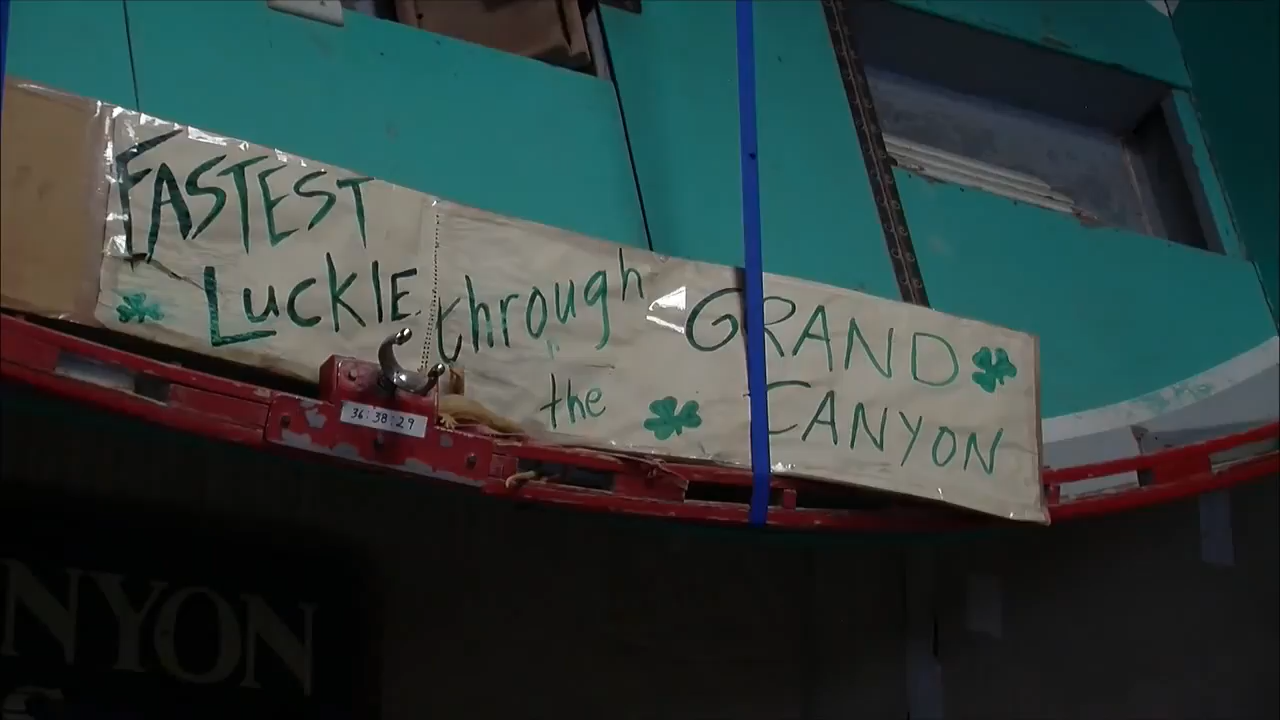 FASTEST
LUCKIE through GRAND
the CANYON
36:38:29
NYON